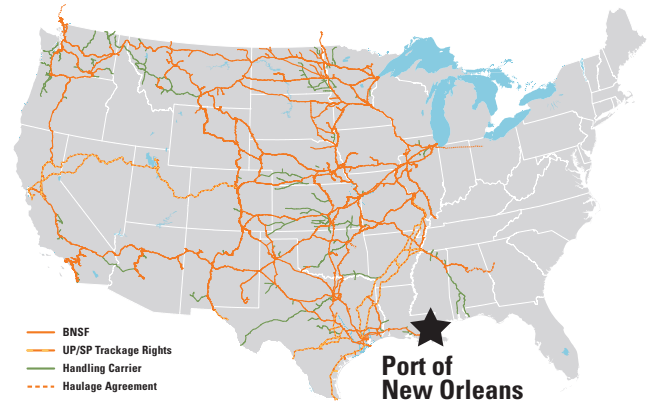 BNSF
UP/SP Trackage Rights
Handling Carrier
Haulage Agreement
Port of
New Orleans